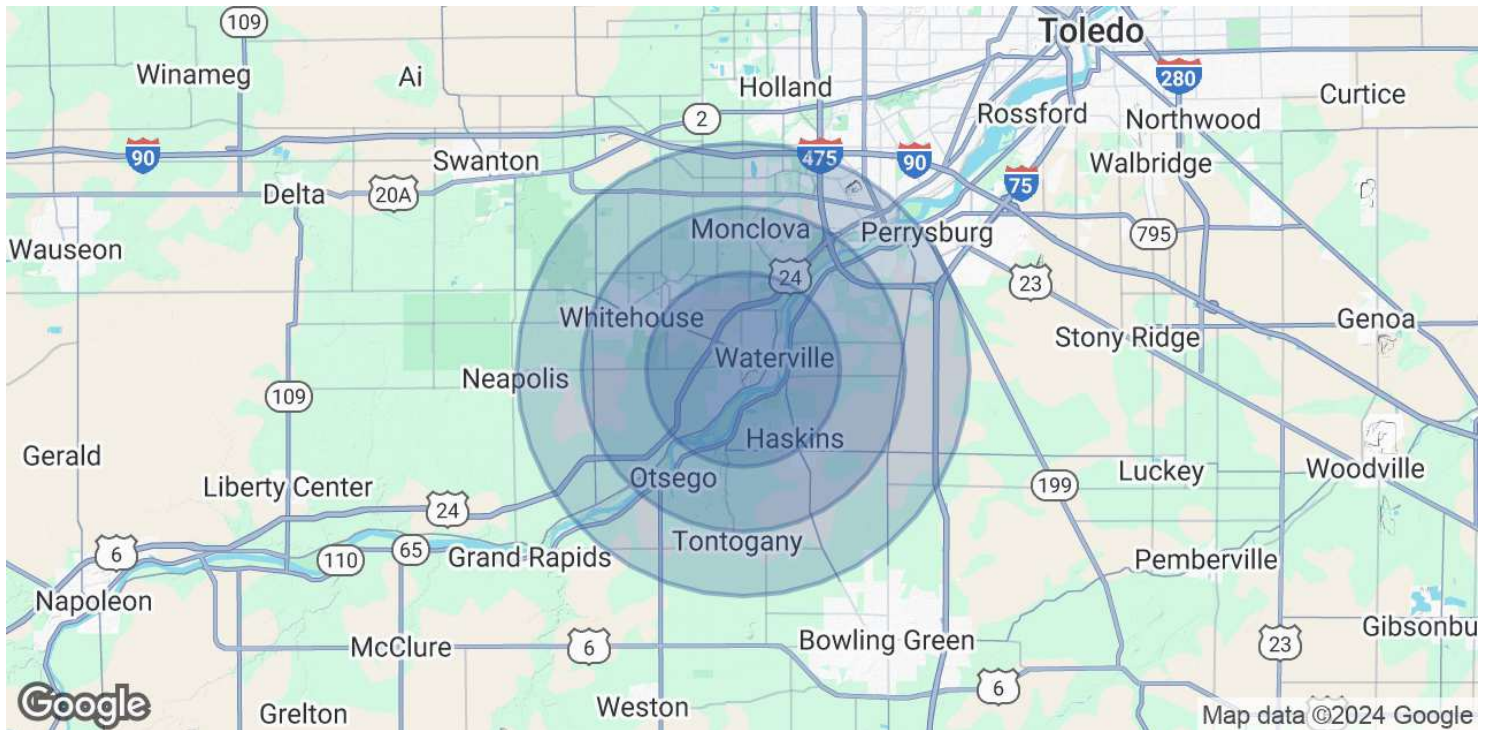 109
Toledo
Winameg
Ai
Holland
280
Curtice
2
Rossford
Northwood
90
Swanton
475
90
Walbridge
Delta
20A
75
Wauseon
Monclova
Perrysburg
795
24
23
Whitehouse
Genoa
Stony Ridge
Waterville
Neapolis
109
Haskins
Gerald
Otsego
Luckey
Woodville
Liberty Center
199
24
Tontogany
6
110
65
Grand Rapids
Pemberville
Napoleon
Gibsonbu
McClure
6
Bowling Green
23
6
Weston
Google
Grelton
Map data ©2024 Google